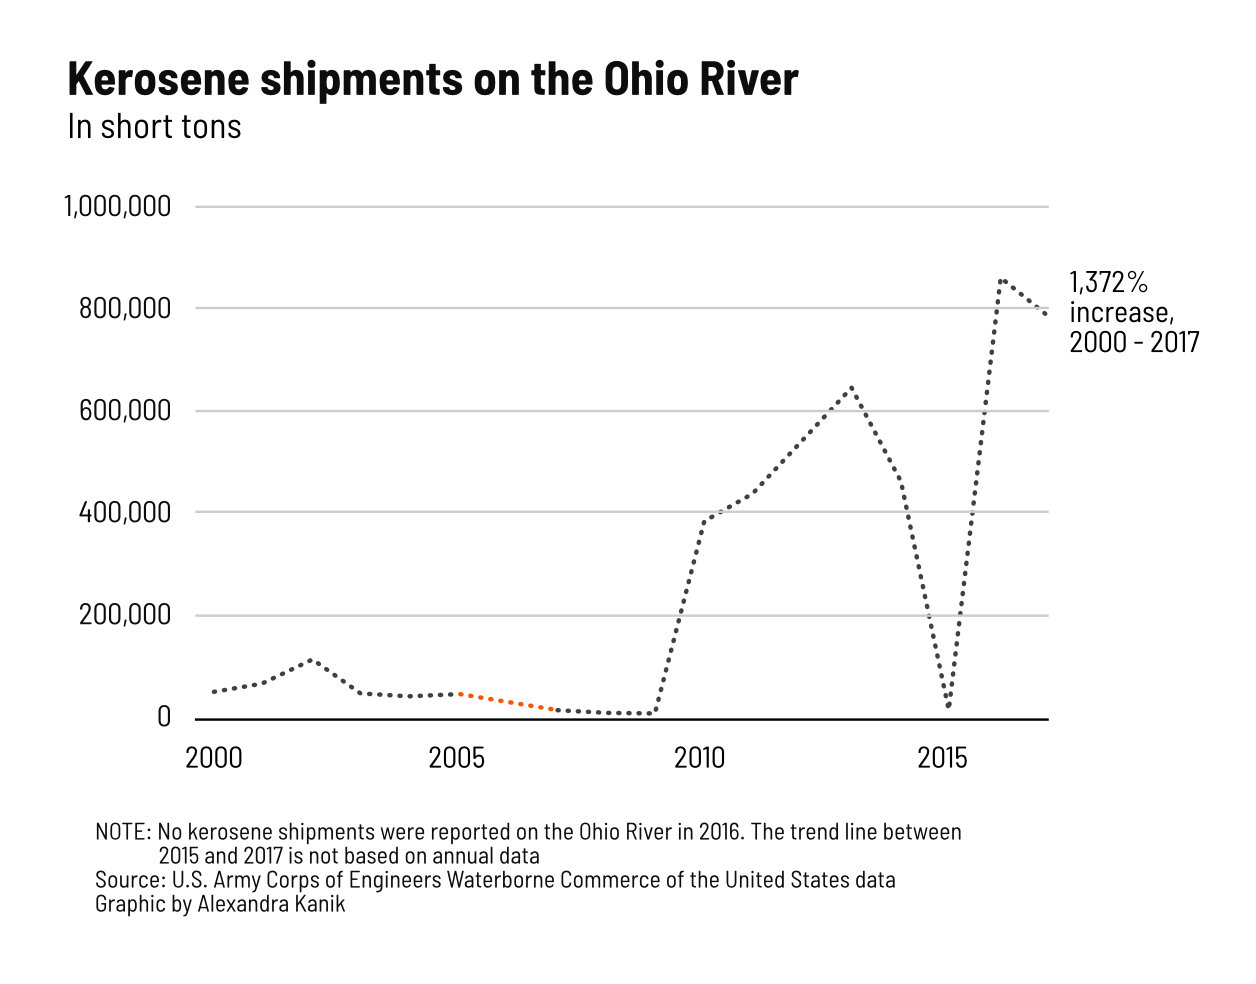 Kerosene shipments on the Ohio River
In short tons
1,000,000
800,000
600,000
400,000
200,000
0
1,372%
increase,
2000 - 2017
2000 2005 2010 2015
NOTE: No kerosene shipments were reported on the Ohio River in 2016. The trend line between
2015 and 2017 is not based on annual data
Source: U.S. Army Corps of Engineers Waterborne Commerce of the United States data
Graphic by Alexandra Kanik